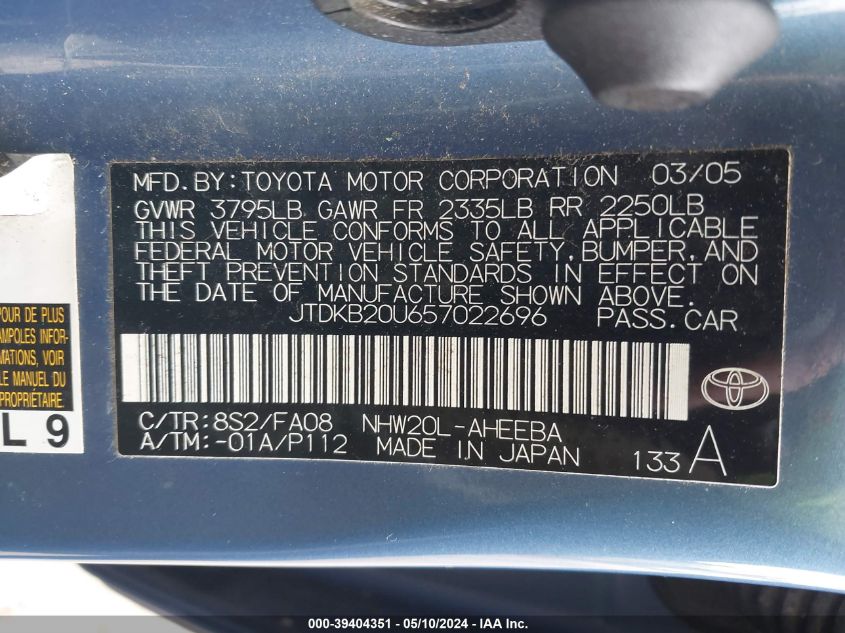 MFD.BY:TOYOTA MOTOR CORPORATION 03/05
GVWR 3795LB GAWR FR 2335LB RR 2250LB
THIS VEHICLE CONFORMS TO ALL APPLICABLE
FEDERAL MOTOR VEHICLE SAFETY,BUMPER,AND
THEFT PREVENTION STANDARDS IN EFFECT ON
THE DATE OF MANUFACTURE SHOWN ABOVE.
JTDKB20U657022696 PASS.CAR
C/TR:8S2/FA08 NHW20L-AHEEBA
A/TM:-01A/P112 MADE IN JAPAN 133 A
POUR DE PLUS
AMPOLES INFOR-
MATIONS, VOIR
LE MANUEL DU
PROPRIÉTAIRE.
L 9
000-39404351 - 05/10/2024 - IAA Inc.